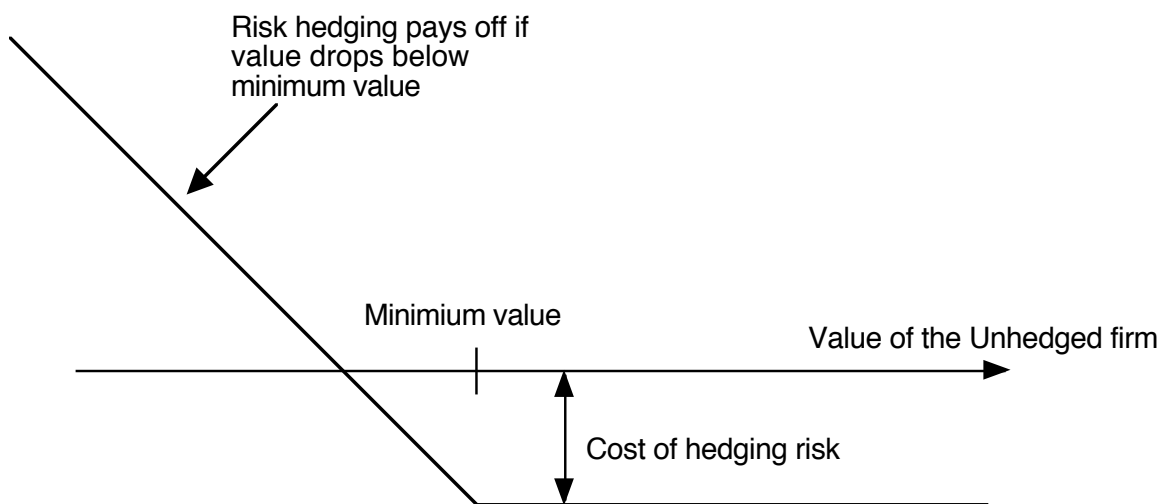 Risk hedging pays off if
value drops below
minimum value
Minimium value
Value of the Unhedged firm
Cost of hedging risk